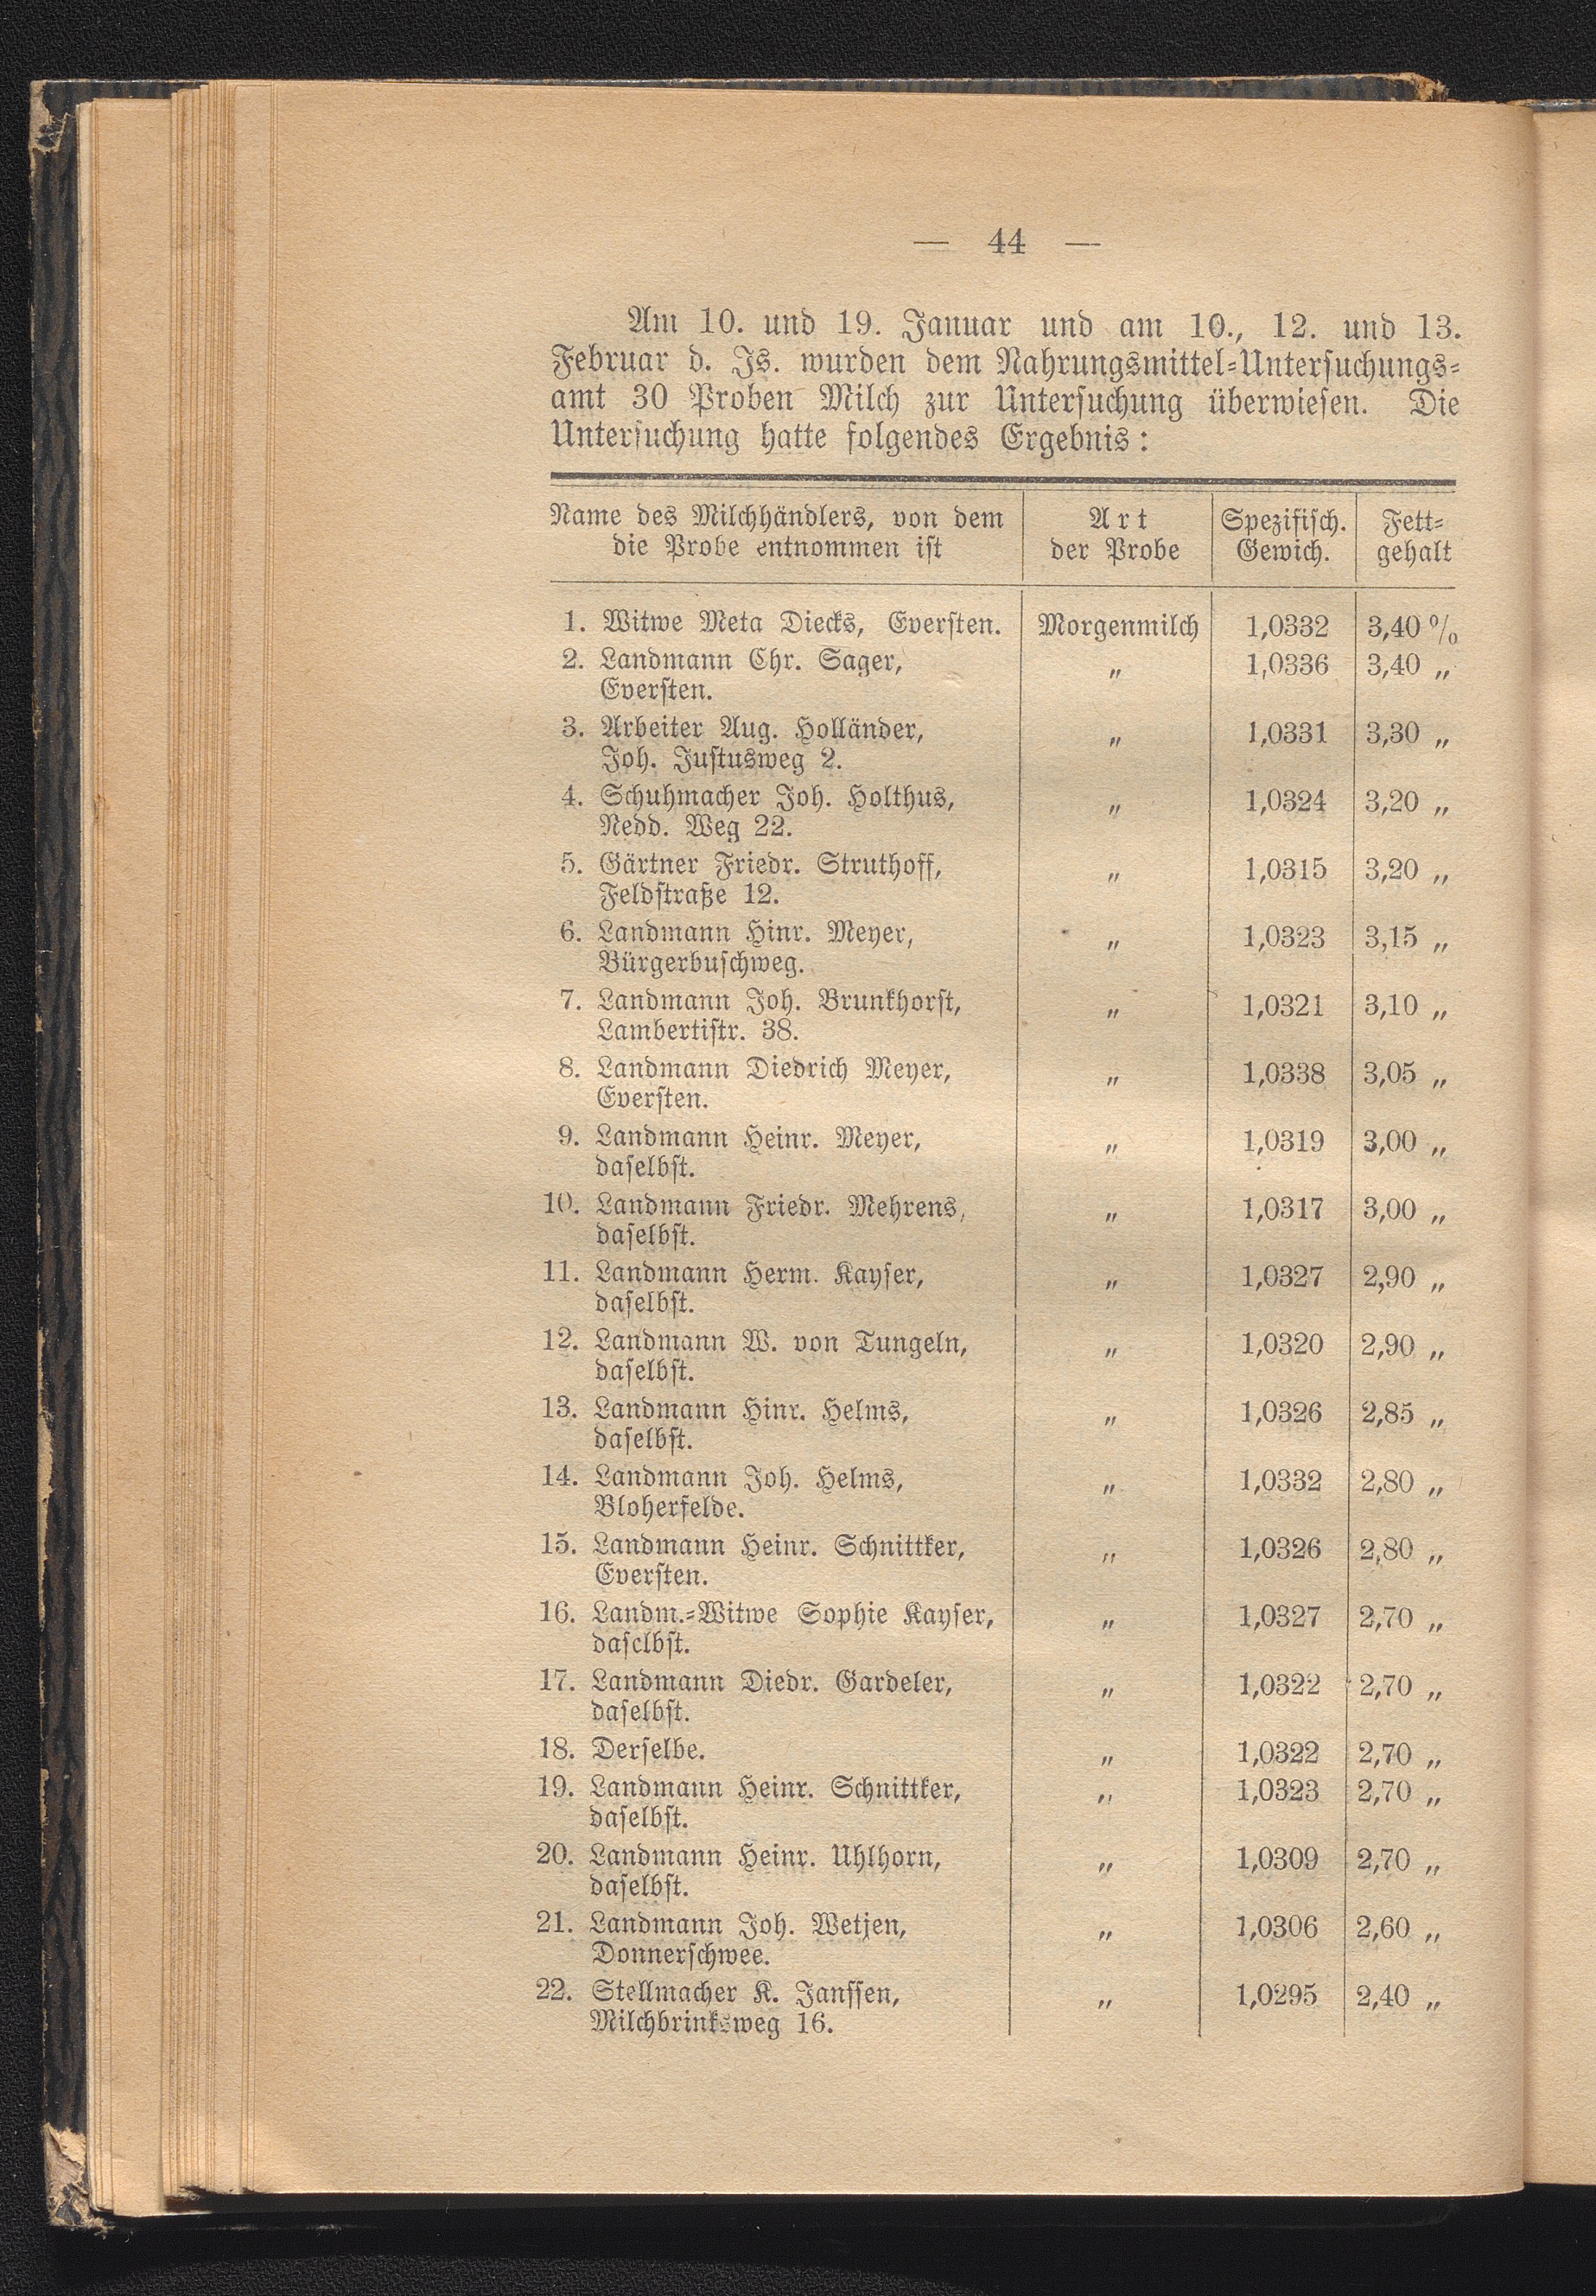 — 44 —
Am 10. und 19. Januar und am 10., 12. und 13.
Februar d. Js. wurden dem Nahrungsmittel-Untersuchungs-
amt 30 Proben Milch zur Untersuchung überwiesen. Die
Untersuchung hatte folgendes Ergebnis:
Name des Milchhändlers, von dem die Probe entnommen ist | Art der Probe | Spezifisch. Gewich. | Fett- gehalt
1. Witwe Meta Diecks, Eversten. Morgenmilch 1,0332 3,40 %
2. Landmann Chr. Sager, „ 1,0336 3,40 „
Eversten.
3. Arbeiter Aug. Holländer, „ 1,0331 3,30 „
Joh. Justusweg 2.
4. Schuhmacher Joh. Holthus, „ 1,0324 3,20 „
Nedd. Weg 22.
5. Gärtner Friedr. Struthoff, „ 1,0315 3,20 „
Feldstraße 12.
6. Landmann Hinr. Meyer, „ 1,0323 3,15 „
Bürgerbuschweg.
7. Landmann Joh. Brunkhorst, „ 1,0321 3,10 „
Lambertistr. 38.
8. Landmann Diedrich Meyer, „ 1,0338 3,05 „
Eversten.
9. Landmann Heinr. Meyer, „ 1,0319 3,00 „
daselbst.
10. Landmann Friedr. Mehrens, „ 1,0317 3,00 „
daselbst.
11. Landmann Herm. Kayser, „ 1,0327 2,90 „
daselbst.
12. Landmann W. von Tungeln, „ 1,0320 2,90 „
daselbst.
13. Landmann Hinr. Helms, „ 1,0326 2,85 „
daselbst.
14. Landmann Joh. Helms, „ 1,0332 2,80 „
Bloherfelde.
15. Landmann Heinr. Schnittker, „ 1,0326 2,80 „
Eversten.
16. Landm.-Witwe Sophie Kayser, „ 1,0327 2,70 „
daselbst.
17. Landmann Diedr. Gardeler, „ 1,0322 2,70 „
daselbst.
18. Derselbe. „ 1,0322 2,70 „
19. Landmann Heinr. Schnittker, „ 1,0323 2,70 „
daselbst.
20. Landmann Heinr. Uhlhorn, „ 1,0309 2,70 „
daselbst.
21. Landmann Joh. Wetjen, „ 1,0306 2,60 „
Donnerschwee.
22. Stellmacher K. Janssen, „ 1,0295 2,40 „
Milchbrinksweg 16.